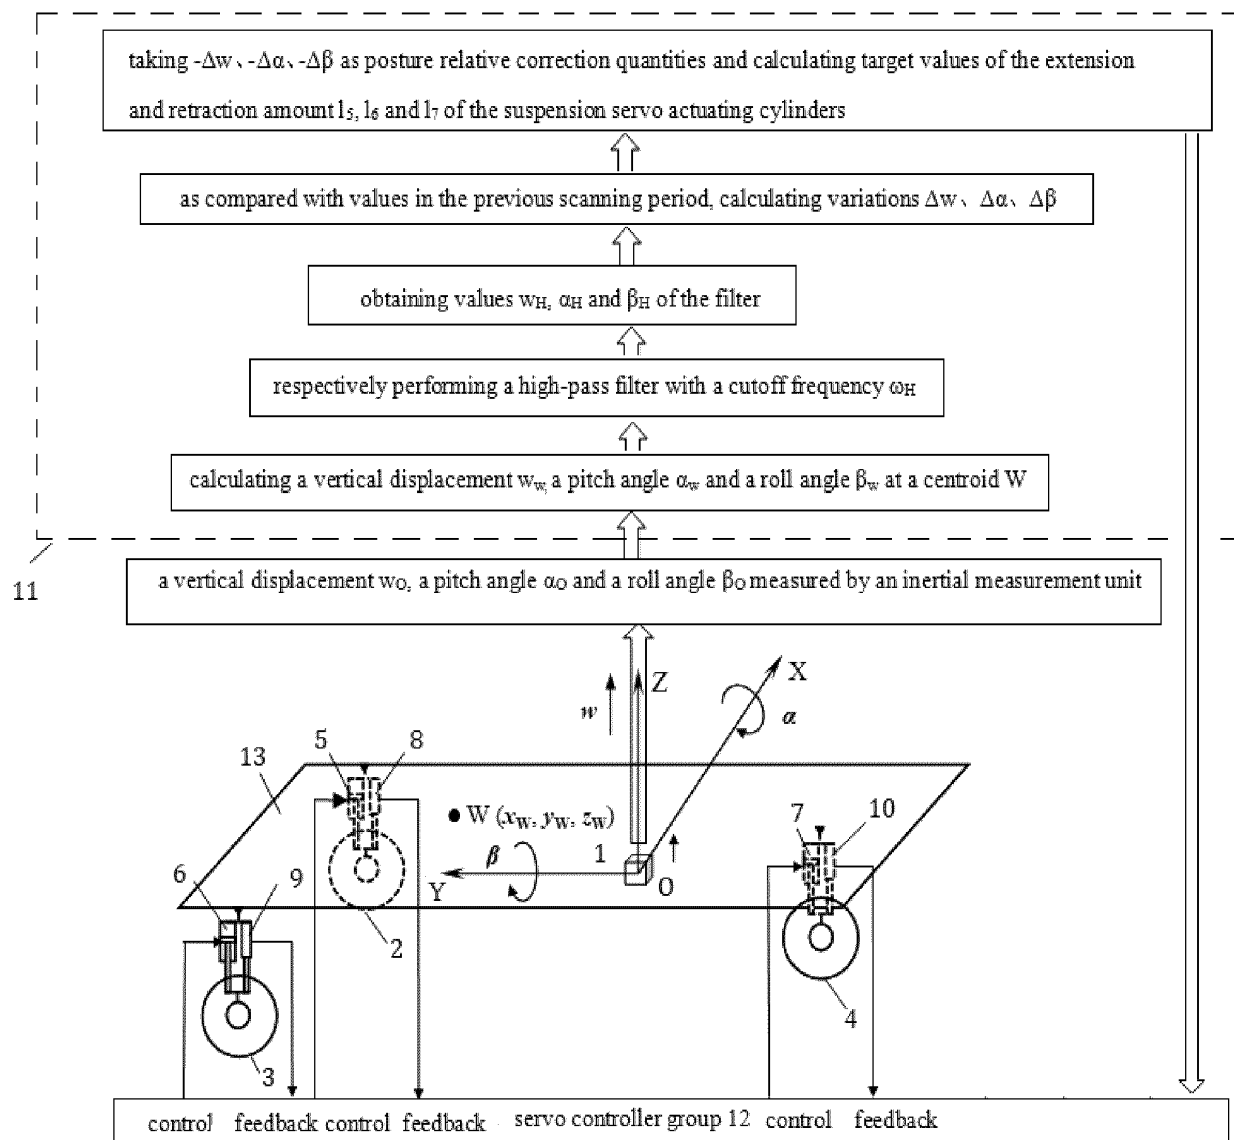 taking -Δw、-Δα、-Δβ as posture relative correction quantities and calculating target values of the extension
and retraction amount l5, l6 and l7 of the suspension servo actuating cylinders
as compared with values in the previous scanning period, calculating variations Δw、 Δα、 Δβ
obtaining values wH, αH and βH of the filter
respectively performing a high-pass filter with a cutoff frequency ωH
calculating a vertical displacement ww, a pitch angle αw and a roll angle βw at a centroid W
11
a vertical displacement wO, a pitch angle αO and a roll angle βO measured by an inertial measurement unit
X
Z
w
α
13
5
8
W (xW, yW, zW)
7
10
1
β
6
9
Y
O
2
4
3
control
feedback
control
feedback
servo controller group 12
control
feedback